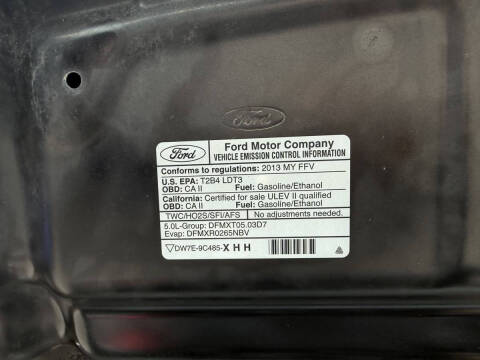 Ford
Ford
Ford Motor Company
VEHICLE EMISSION CONTROL INFORMATION
Conforms to regulations: 2013 MY FFV
U.S. EPA: T2B4 LDT3
OBD: CA II Fuel: Gasoline/Ethanol
California: Certified for sale ULEV II qualified
OBD: CA II Fuel: Gasoline/Ethanol
TWC/HO2S/SFI/AFS No adjustments needed.
5.0L-Group: DFMXT05.03D7
Evap: DFMXR0265NBV
DW7E-9C485-XHH